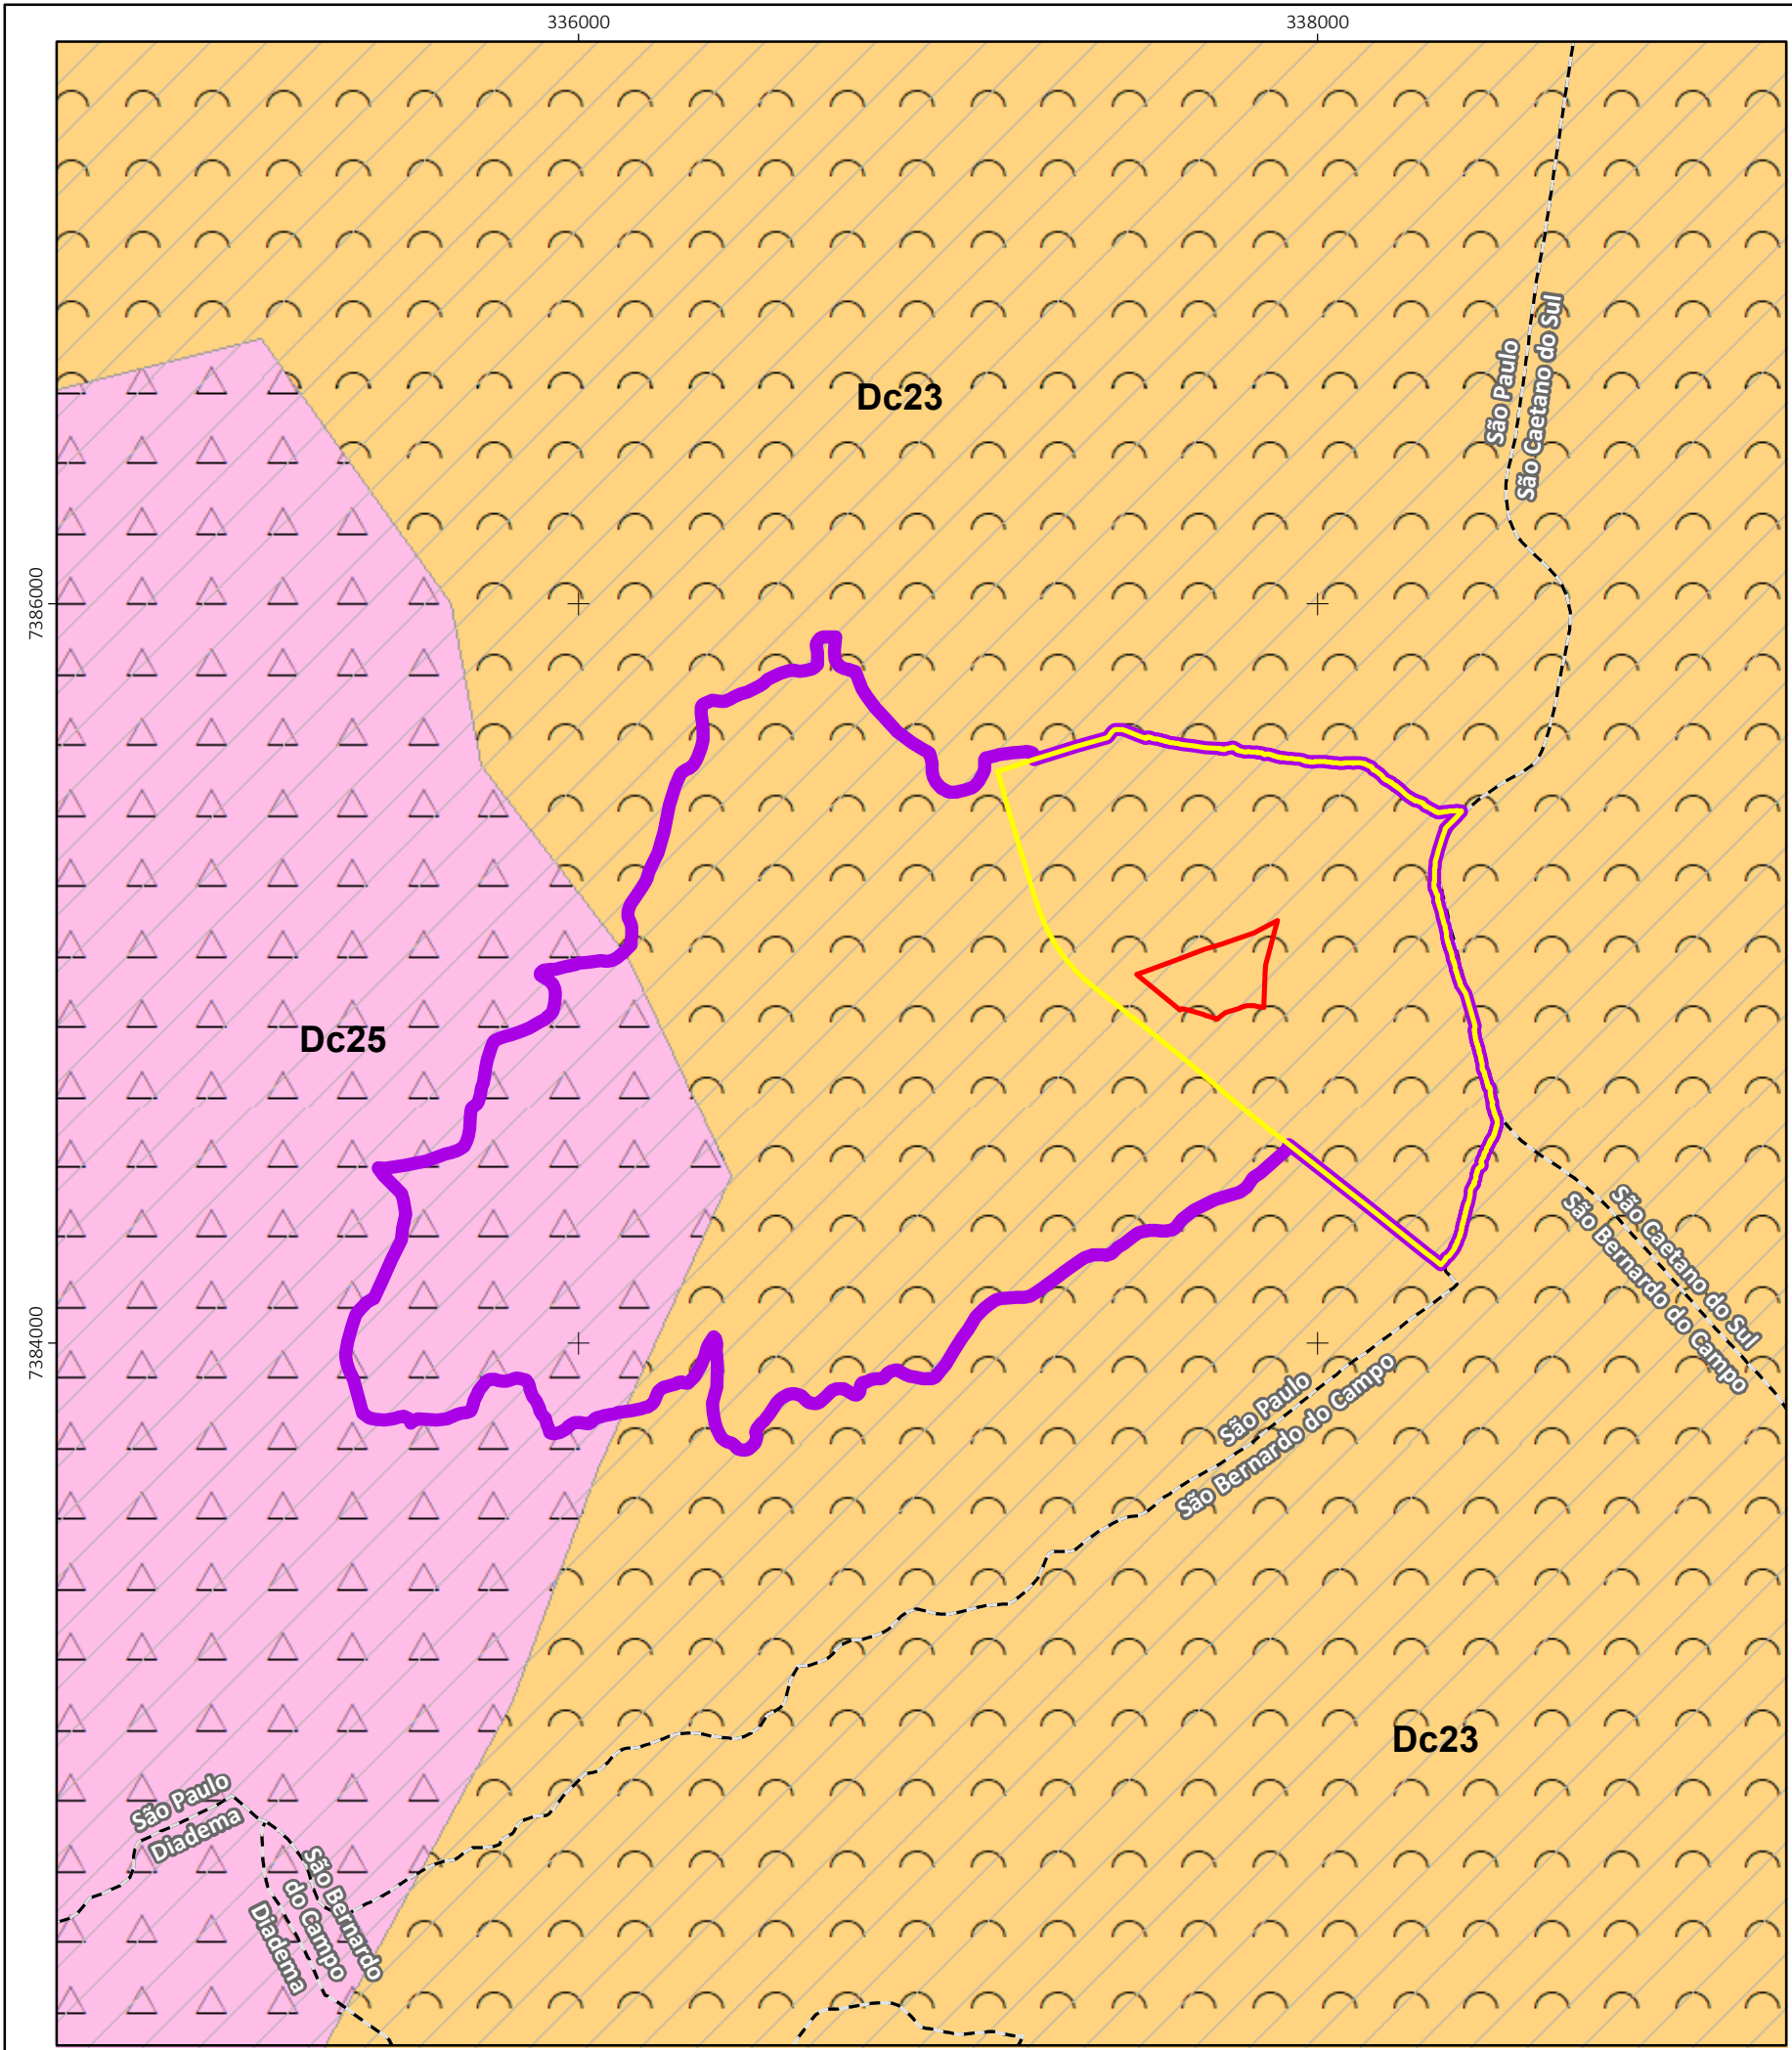 336000
338000
São Paulo
São Caetano do Sul
Dc23
7386000
Dc25
São Caetano do Sul
São Bernardo do Campo
7384000
São Paulo
São Bernardo do Campo
Dc23
São Paulo
Diadema
São Bernardo
do Campo
Diadema